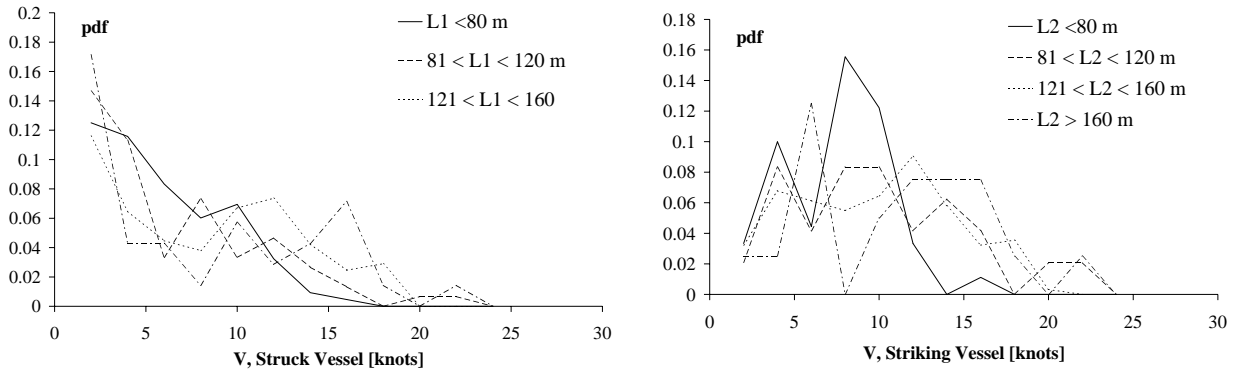 pdf
L1 <80 m
81 < L1 < 120 m
121 < L1 < 160
0.2
0.18
0.16
0.14
0.12
0.1
0.08
0.06
0.04
0.02
0
0 5 10 15 20 25 30
V, Struck Vessel [knots]
pdf
L2 <80 m
81 < L2 < 120 m
121 < L2 < 160 m
L2 > 160 m
0.18
0.16
0.14
0.12
0.1
0.08
0.06
0.04
0.02
0
0 5 10 15 20 25 30
V, Striking Vessel [knots]